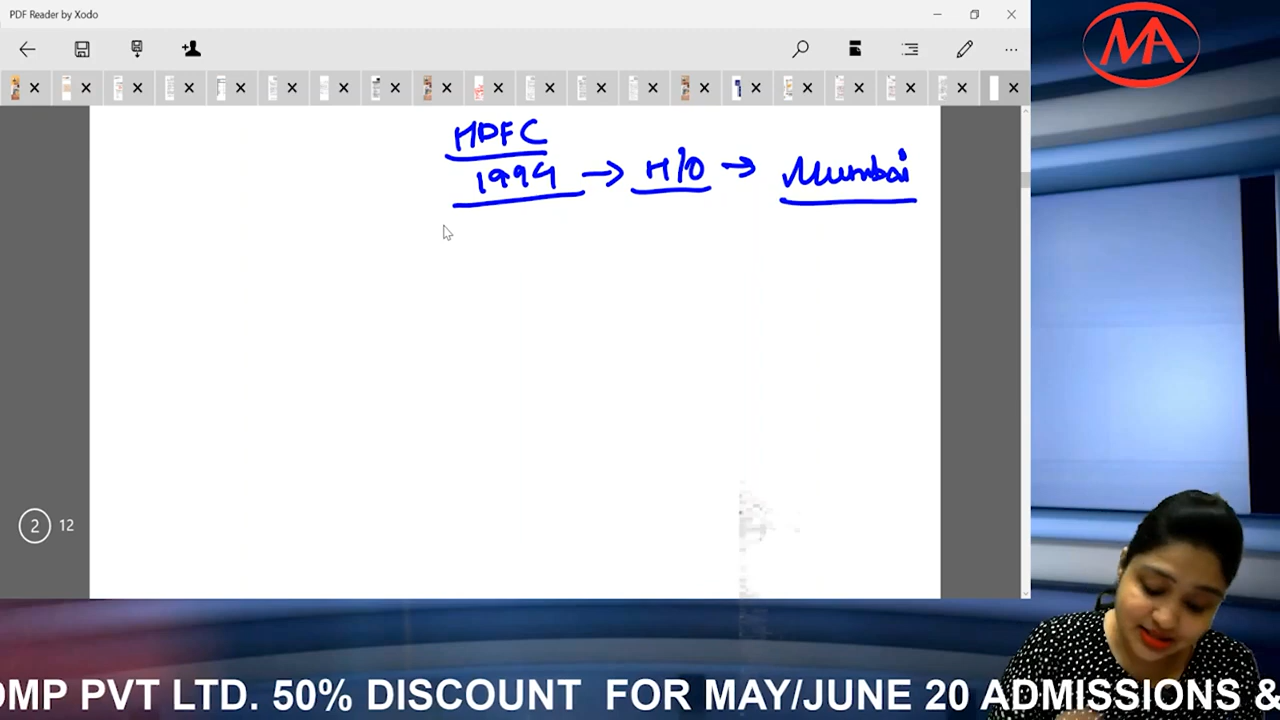 PDF Reader by Xodo
MA
HDFC
1994 → H/O → Mumbai
2 12
OMP PVT LTD. 50% DISCOUNT FOR MAY/JUNE 20 ADMISSIONS &